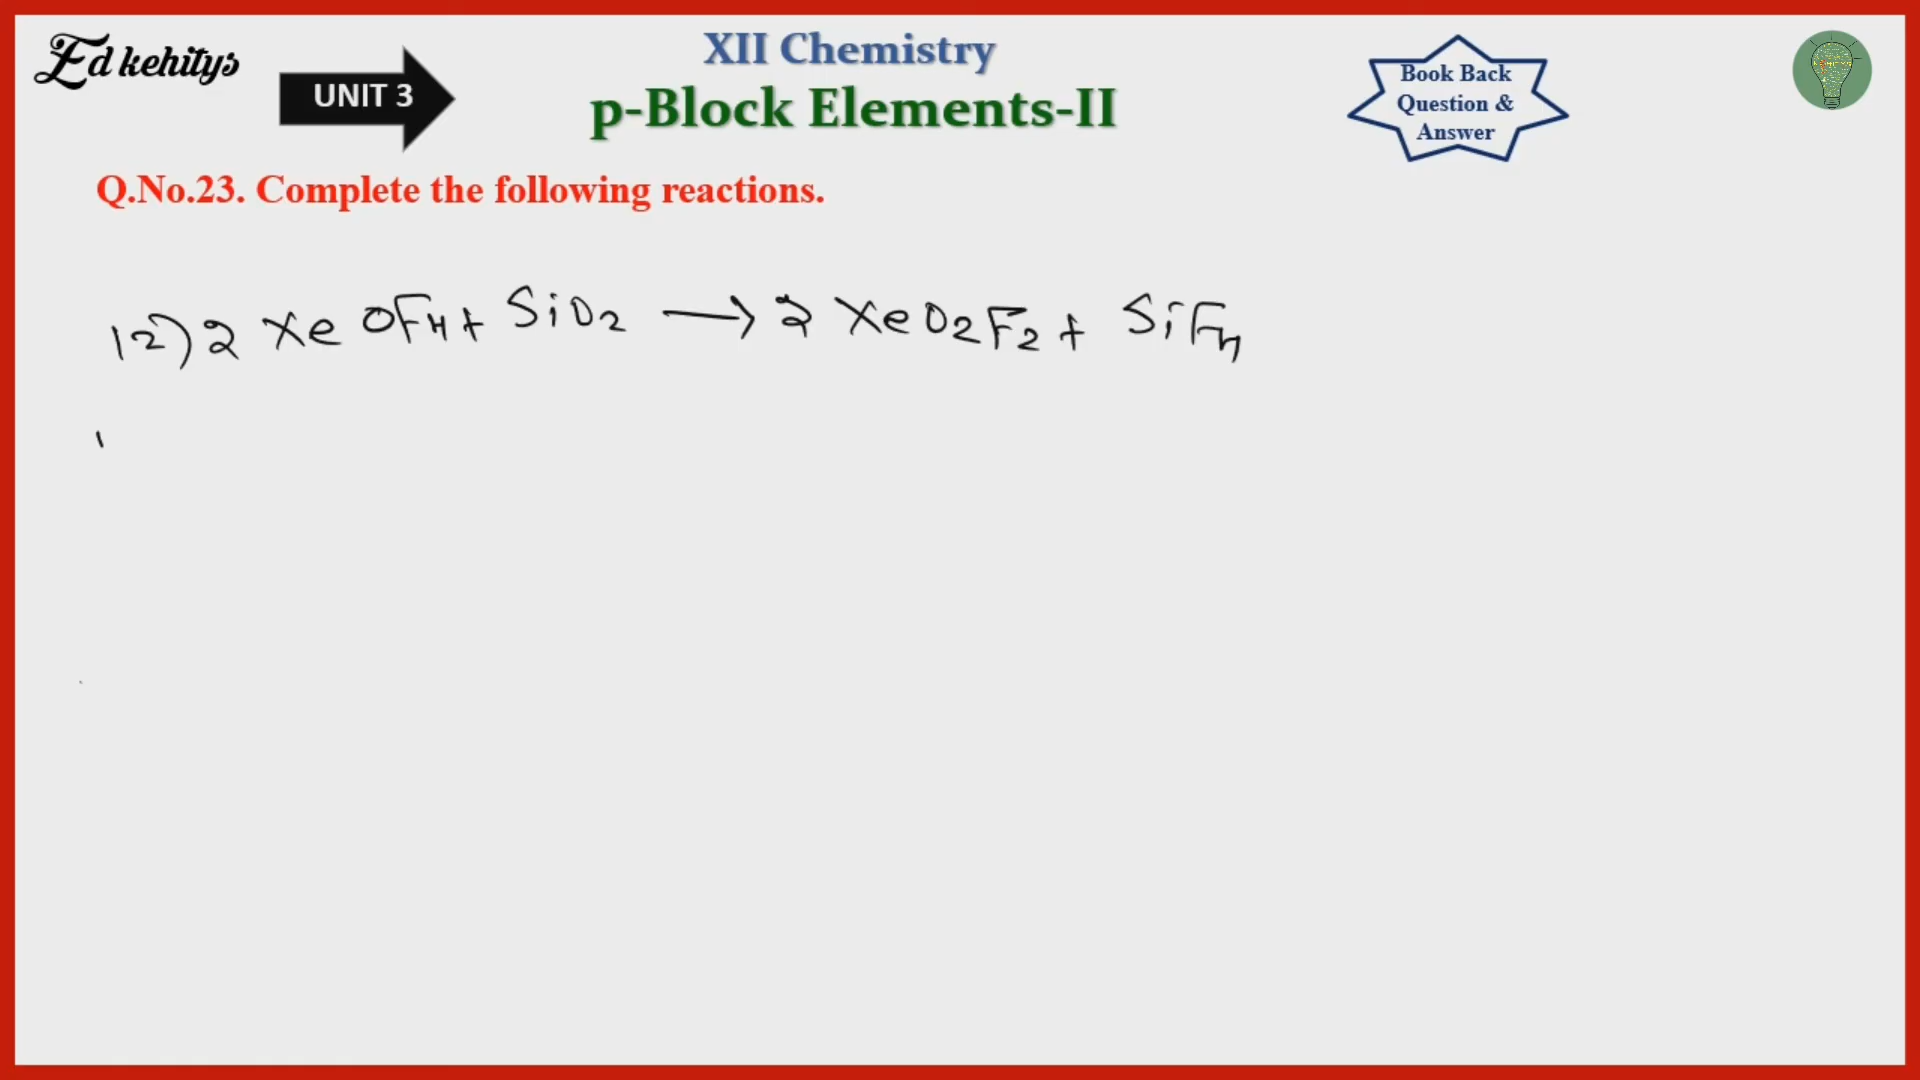 Ed kehitys
UNIT 3
XII Chemistry
p-Block Elements-II
Book Back
Question &
Answer
Q.No.23. Complete the following reactions.
12) 2 XeOF4 + SiO2 → 2 XeO2F2 + SiF4